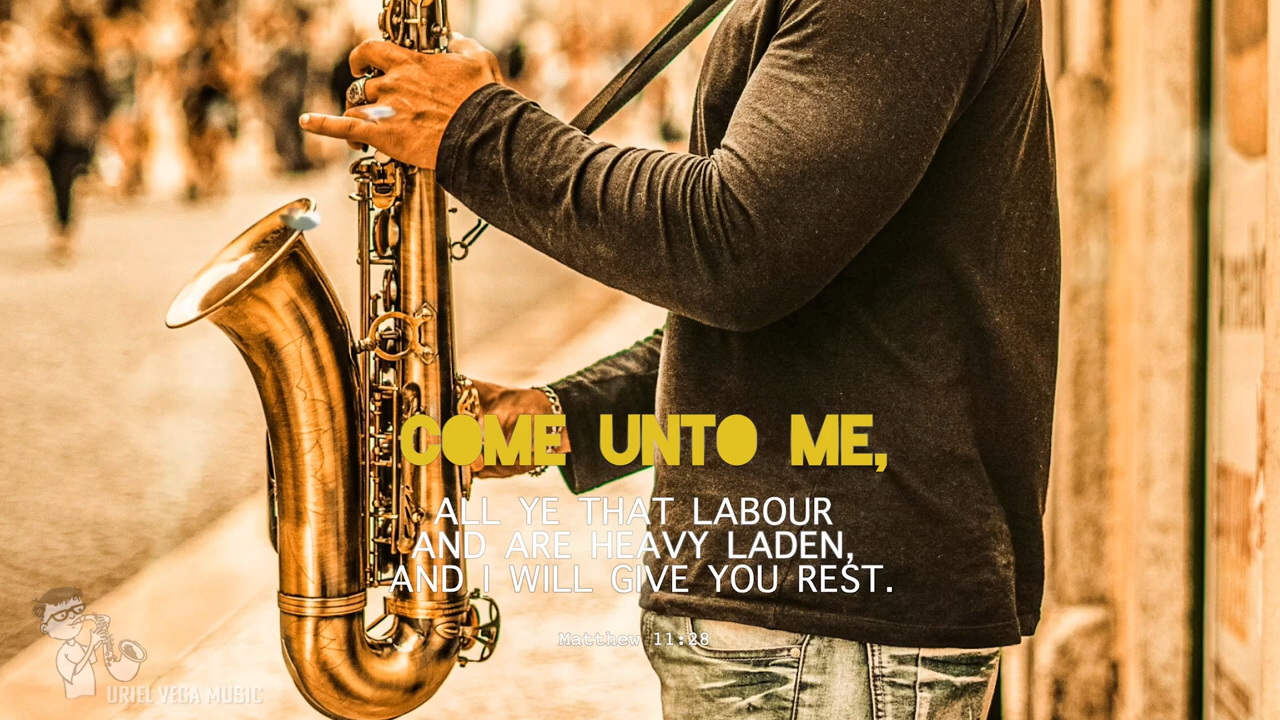 COME UNTO ME,
ALL YE THAT LABOUR
AND ARE HEAVY LADEN,
AND I WILL GIVE YOU REST.
Matthew 11:28
URIEL VEGA MUSIC